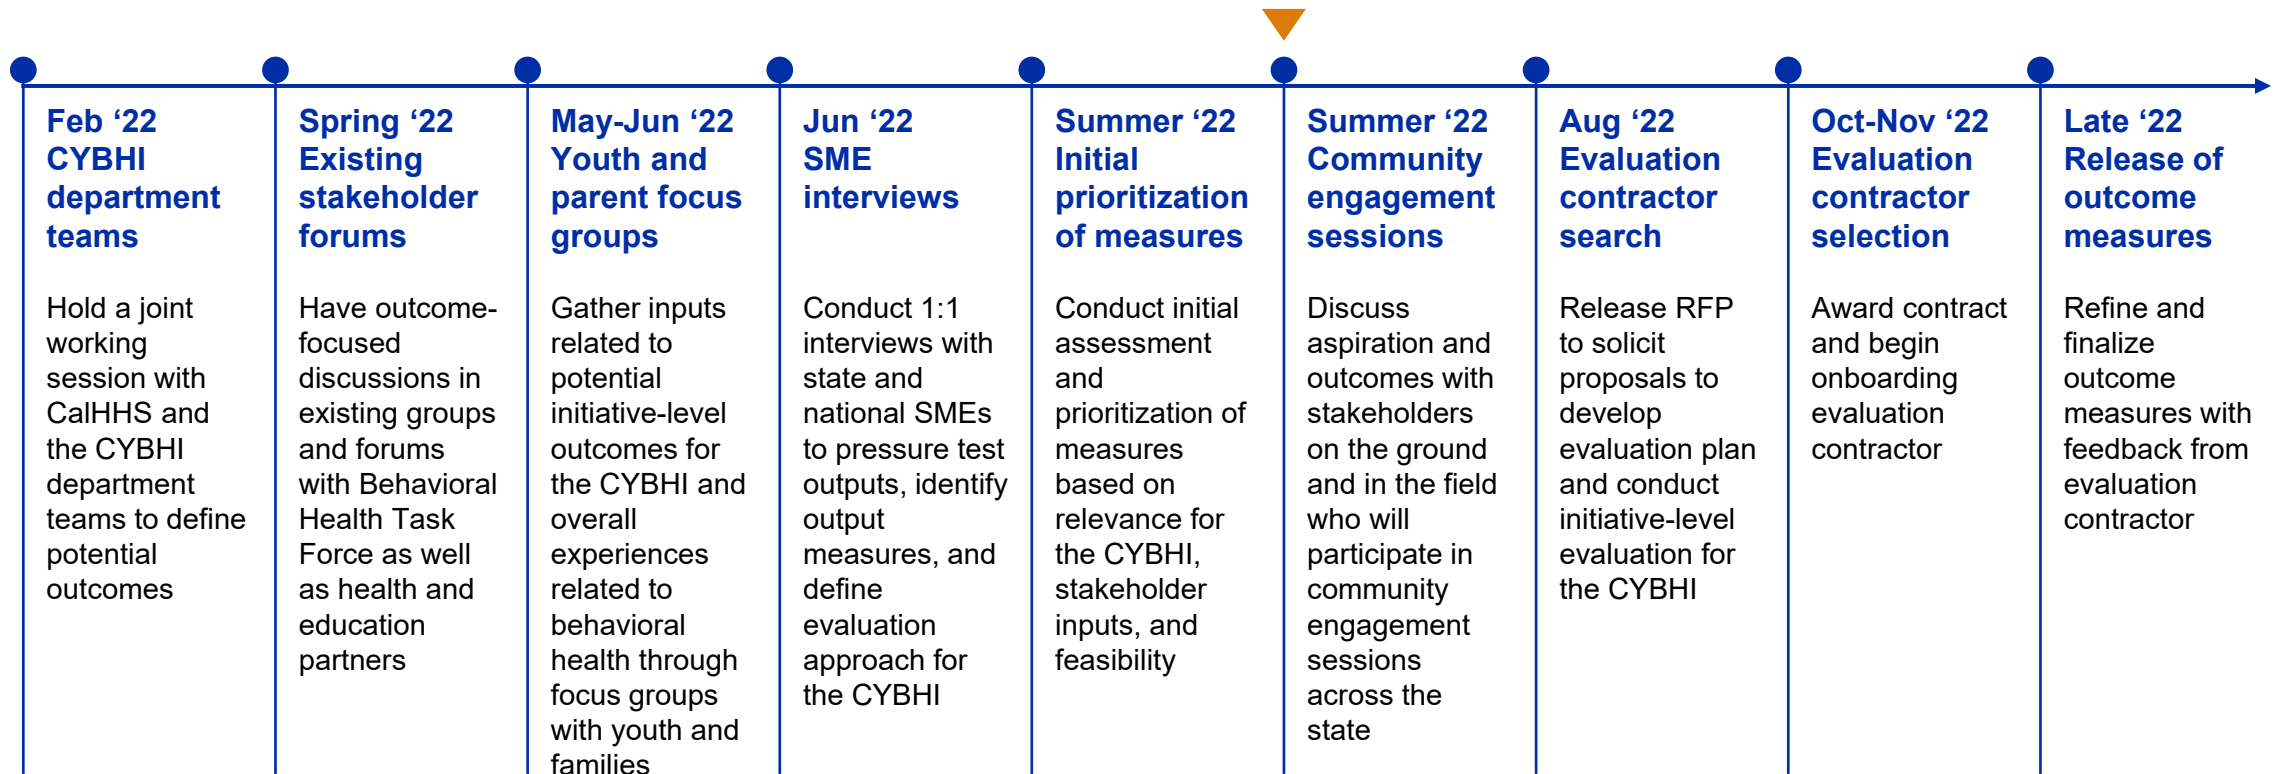 Feb ‘22
CYBHI
department
teams
Hold a joint
working
session with
CalHHS and
the CYBHI
department
teams to define
potential
outcomes
Spring ‘22
Existing
stakeholder
forums
Have outcome-
focused
discussions in
existing groups
and forums
with Behavioral
Health Task
Force as well
as health and
education
partners
May-Jun ‘22
Youth and
parent focus
groups
Gather inputs
related to
potential
initiative-level
outcomes for
the CYBHI and
overall
experiences
related to
behavioral
health through
focus groups
with youth and
families
Jun ‘22
SME
interviews
Conduct 1:1
interviews with
state and
national SMEs
to pressure test
outputs, identify
output
measures, and
define
evaluation
approach for
the CYBHI
Summer ‘22
Initial
prioritization
of measures
Conduct initial
assessment
and
prioritization of
measures
based on
relevance for
the CYBHI,
stakeholder
inputs, and
feasibility
Summer ‘22
Community
engagement
sessions
Discuss
aspiration and
outcomes with
stakeholders
on the ground
and in the field
who will
participate in
community
engagement
sessions
across the
state
Aug ‘22
Evaluation
contractor
search
Release RFP
to solicit
proposals to
develop
evaluation plan
and conduct
initiative-level
evaluation for
the CYBHI
Oct-Nov ‘22
Evaluation
contractor
selection
Award contract
and begin
onboarding
evaluation
contractor
Late ‘22
Release of
outcome
measures
Refine and
finalize
outcome
measures with
feedback from
evaluation
contractor